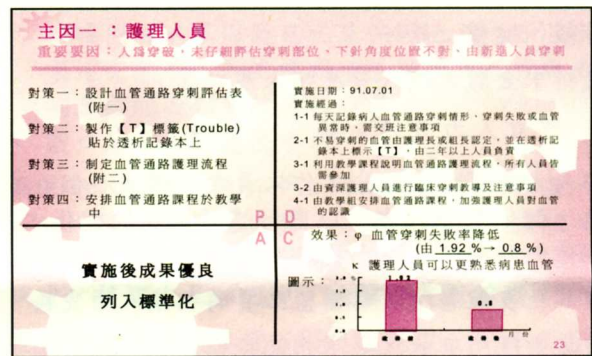 主因一：護理人員
重要要因：人為穿破，未仔細評估穿刺部位、下針角度位置不對、由新進人員穿刺
對策一：設計血管通路穿刺評估表
(附一)
對策二：製作【T】標籤(Trouble)
貼於透析記錄本上
對策三：制定血管通路護理流程
(附二)
對策四：安排血管通路課程於教學
中
實施日期：91.07.01
實施經過：
1-1 每天記錄病人血管通路穿刺情形，穿刺失敗或血管
異常時，需交班注意事項
2-1 不易穿刺的血管由護理長或組長認定，並在透析記
錄本上標示【T】，由二年以上人員負責
3-1 利用教學課程說明血管通路護理流程，所有人員皆
需參加
3-2 由資深護理人員進行臨床穿刺教導及注意事項
4-1 由教學組安排血管通路課程，加強護理人員對血管
的認識
P D
A C
實施後成果優良
列入標準化
效果：φ 血管穿刺失敗率降低
(由 1.92 %→ 0.8 %)
κ 護理人員可以更熟悉病患血管
圖示：
%
1.92
0.8
月份
23